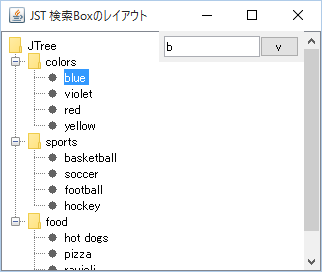 JST 検索Boxのレイアウト
b
v
JTree
colors
blue
violet
red
yellow
sports
basketball
soccer
football
hockey
food
hot dogs
pizza
ravioli